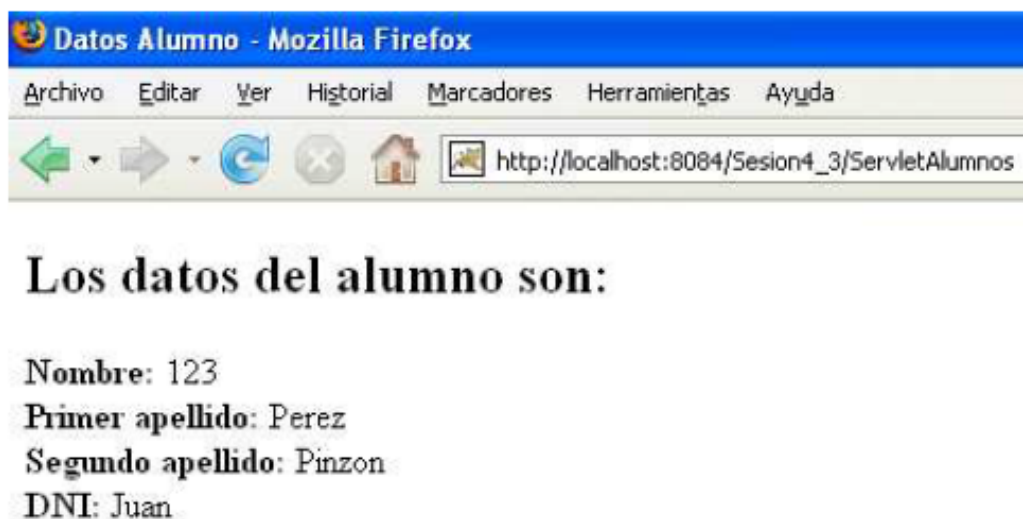 Datos Alumno - Mozilla Firefox
Archivo Editar Ver Historial Marcadores Herramientas Ayuda
http://localhost:8084/Sesion4_3/ServletAlumnos
Los datos del alumno son:
Nombre: 123
Primer apellido: Perez
Segundo apellido: Pinzon
DNI: Juan